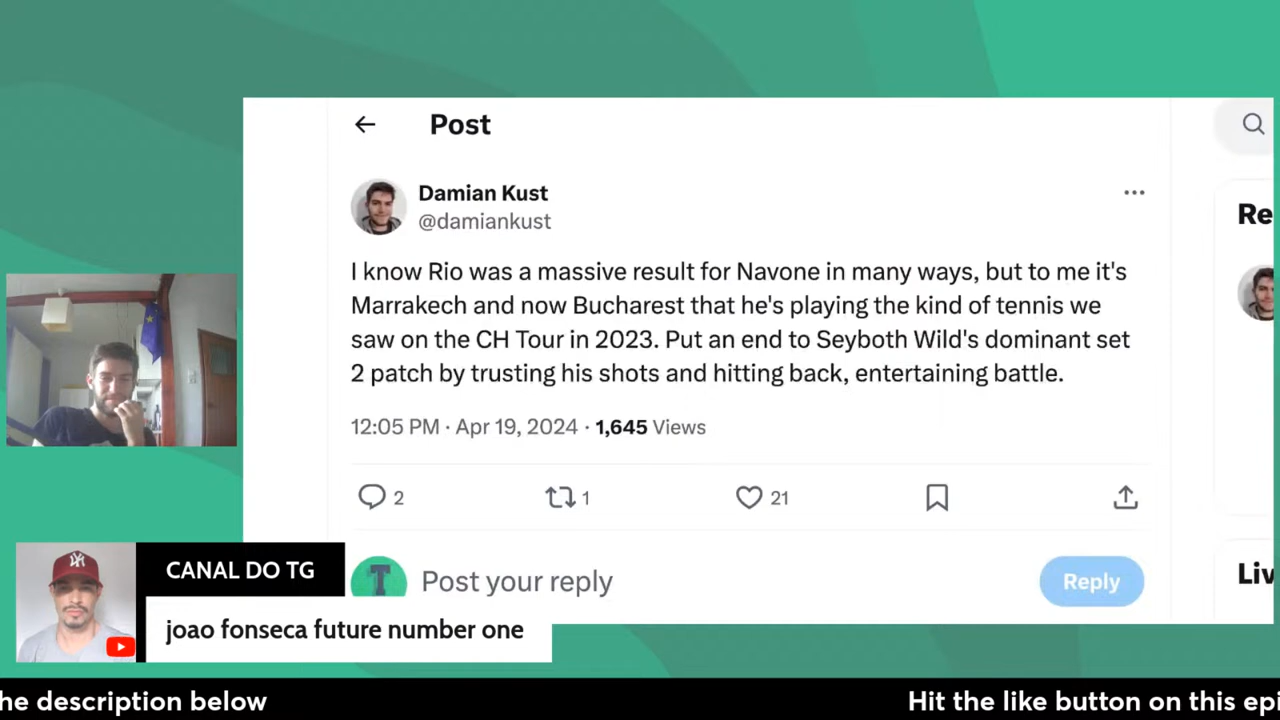 Post
Damian Kust
@damiankust
I know Rio was a massive result for Navone in many ways, but to me it's
Marrakech and now Bucharest that he's playing the kind of tennis we
saw on the CH Tour in 2023. Put an end to Seyboth Wild's dominant set
2 patch by trusting his shots and hitting back, entertaining battle.
12:05 PM · Apr 19, 2024 · 1,645 Views
2 1 21
T Post your reply Reply
Re
Liv
CANAL DO TG
joao fonseca future number one
he description below Hit the like button on this epi